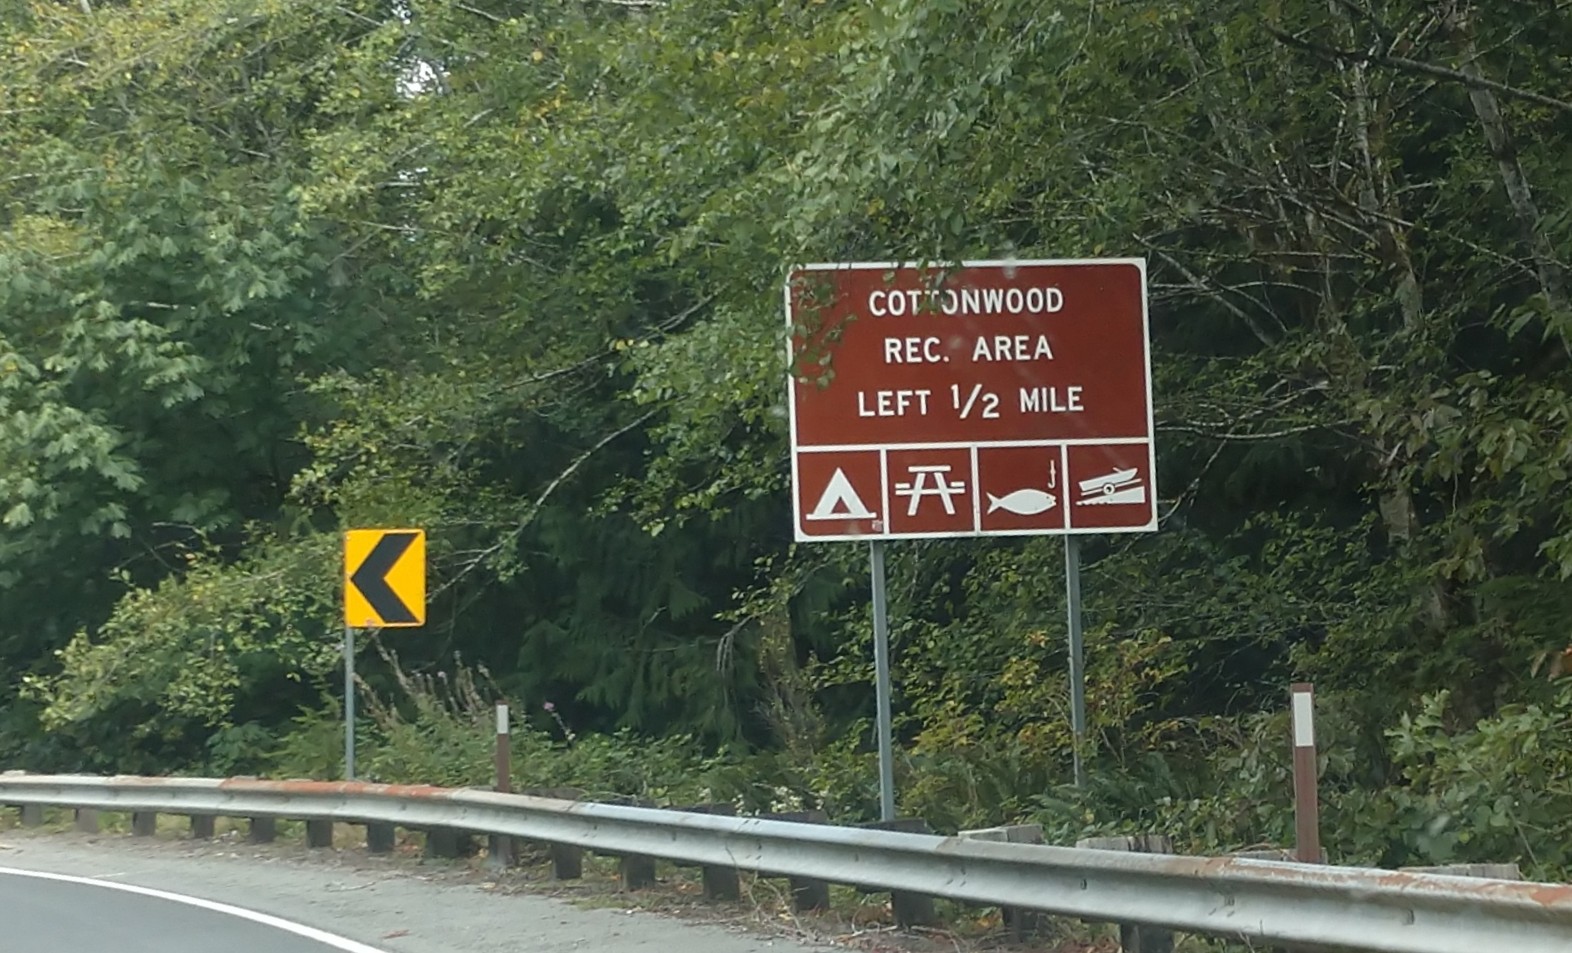 COTTONWOOD
REC. AREA
LEFT 1/2 MILE